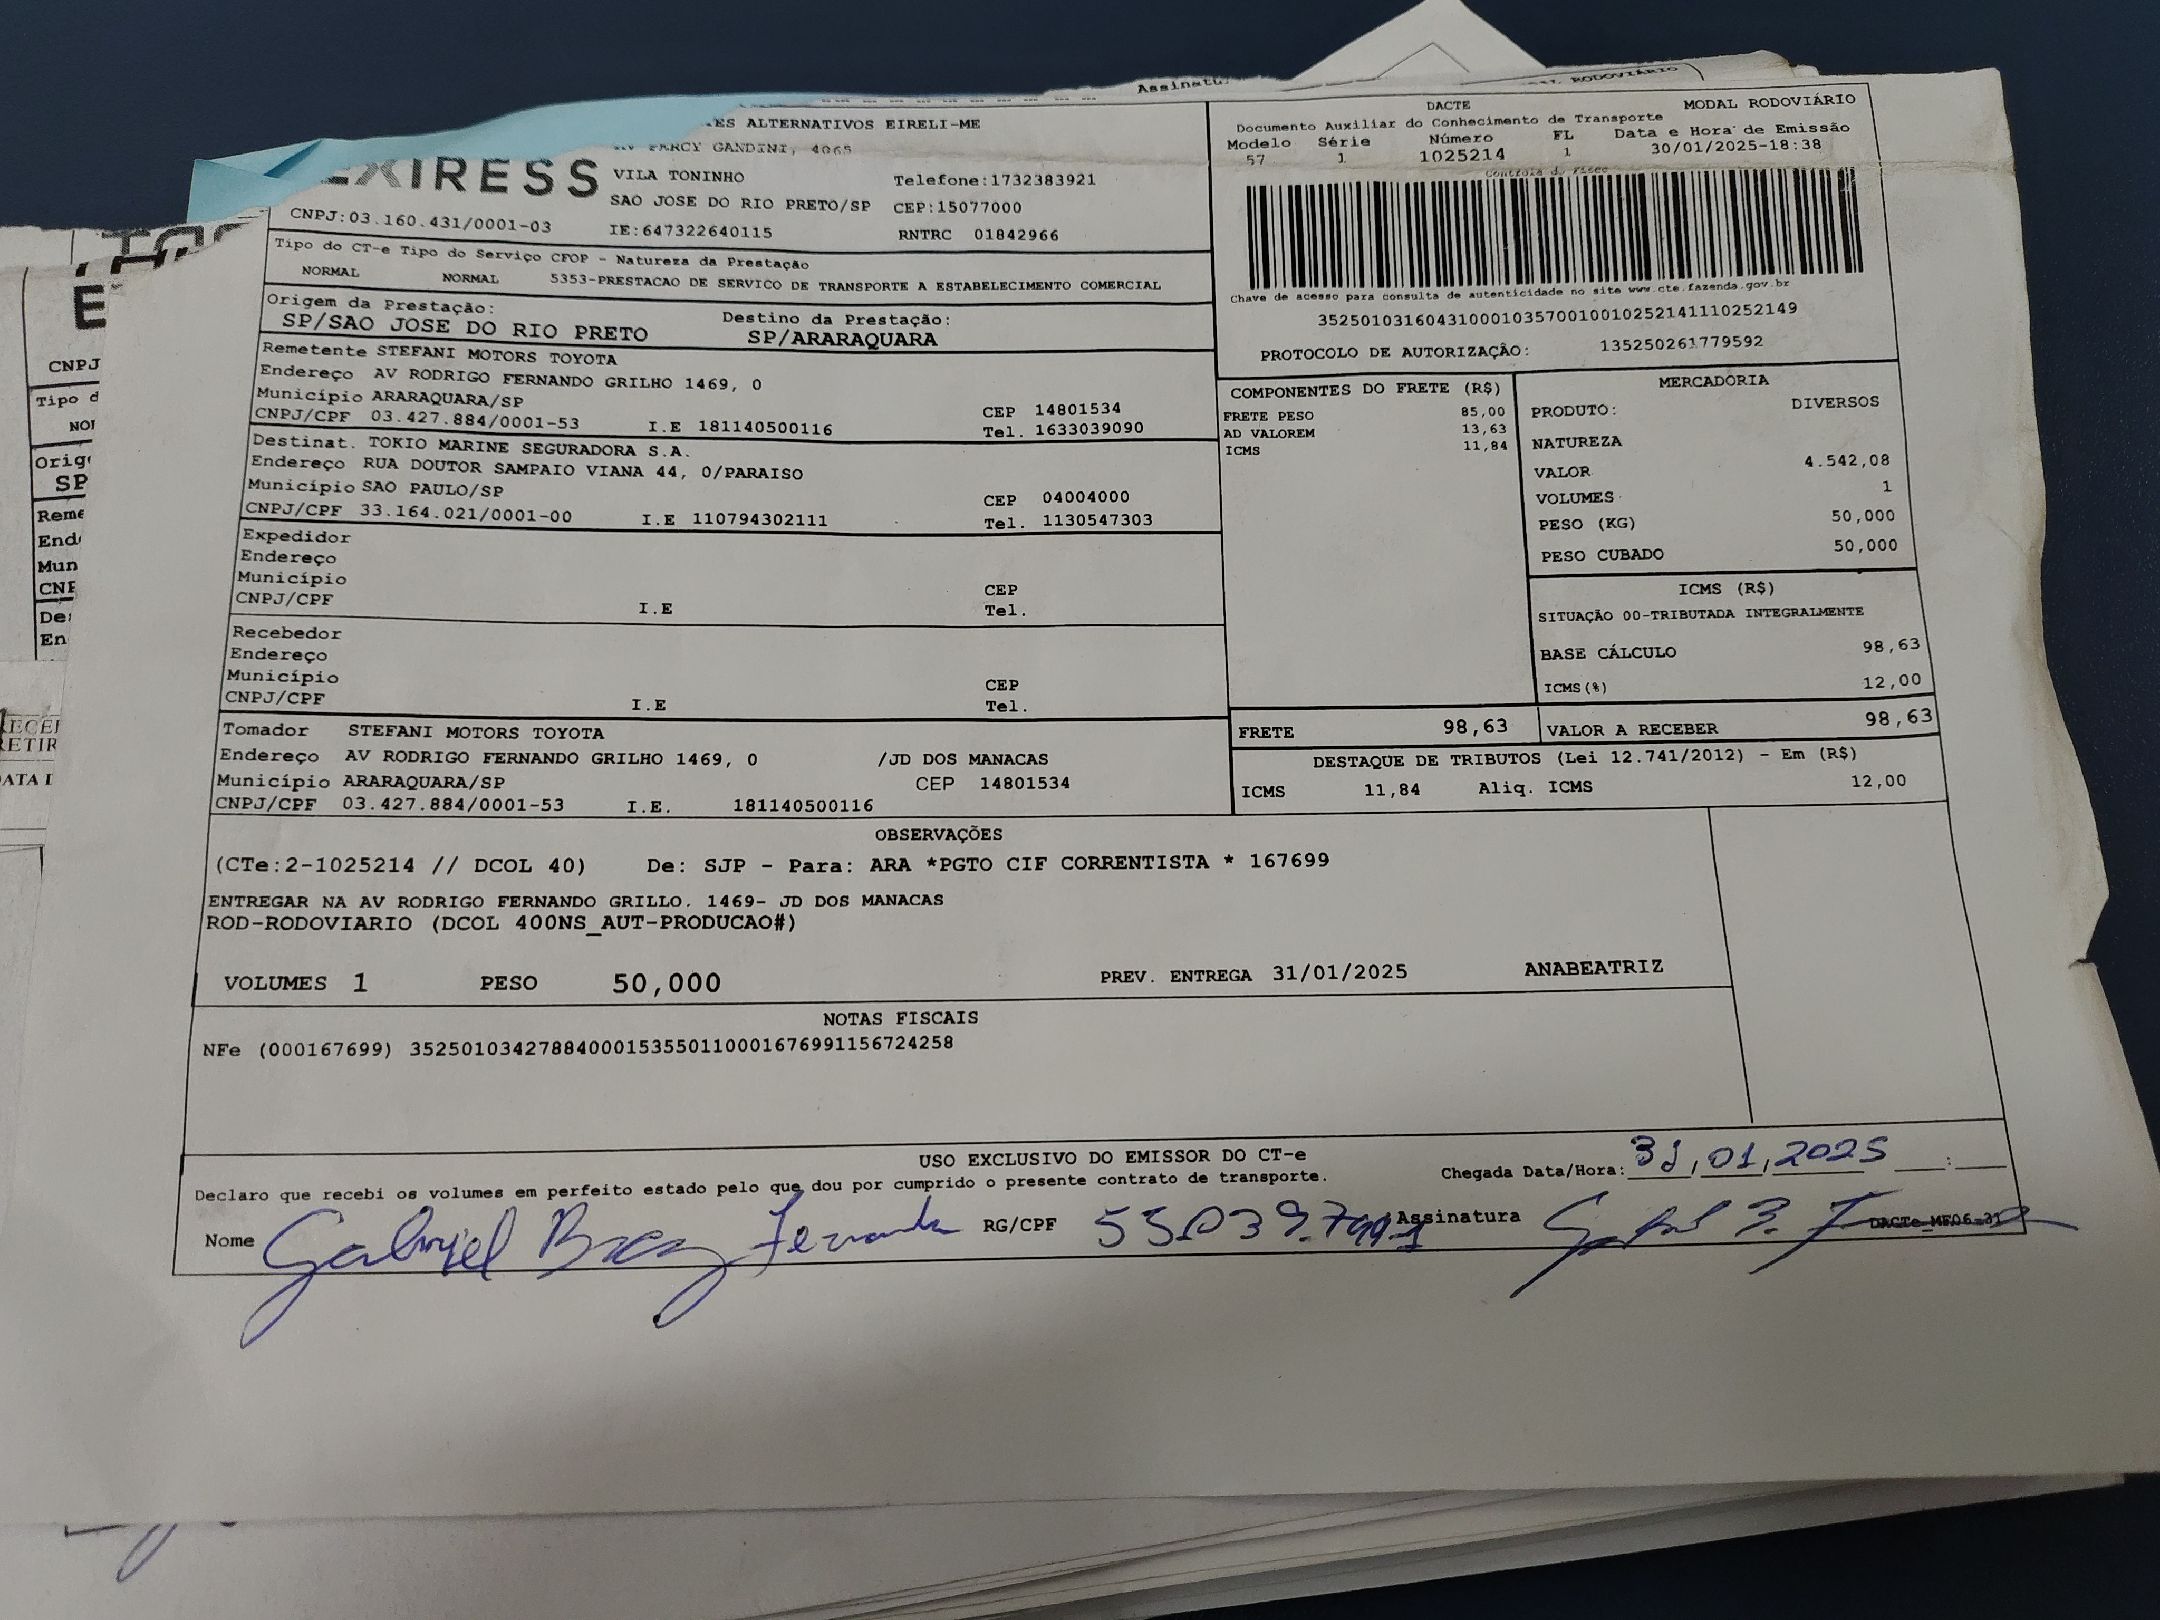 Assinatu
RODOVIÁRIO
ES ALTERNATIVOS EIRELI-ME
GANDINI, 4065
VILA TONINHO
Telefone:1732383921
SAO JOSE DO RIO PRETO/SP CEP:15077000
CNPJ:03.160.431/0001-03 IE:647322640115 RNTRC 01842966
DACTE MODAL RODOVIÁRIO
Documento Auxiliar do Conhecimento de Transporte
Modelo Série Número FL Data e Hora de Emissão
57 1 1025214 1 30/01/2025-18:38
Chave de acesso para consulta de autenticidade no site www.cte.fazenda.gov.br
35250103160431000103570010010252141110252149
PROTOCOLO DE AUTORIZAÇÃO: 135250261779592
Tipo do CT-e Tipo do Serviço CFOP - Natureza da Prestação
NORMAL NORMAL 5353-PRESTACAO DE SERVICO DE TRANSPORTE A ESTABELECIMENTO COMERCIAL
Origem da Prestação: Destino da Prestação:
SP/SAO JOSE DO RIO PRETO SP/ARARAQUARA
Remetente STEFANI MOTORS TOYOTA
Endereço AV RODRIGO FERNANDO GRILHO 1469, 0
Município ARARAQUARA/SP CEP 14801534
CNPJ/CPF 03.427.884/0001-53 I.E 181140500116 Tel. 1633039090
Destinat. TOKIO MARINE SEGURADORA S.A.
Endereço RUA DOUTOR SAMPAIO VIANA 44, 0/PARAISO
Município SAO PAULO/SP CEP 04004000
CNPJ/CPF 33.164.021/0001-00 I.E 110794302111 Tel. 1130547303
Expedidor
Endereço
Município CEP
CNPJ/CPF I.E Tel.
Recebedor
Endereço
Município CEP
CNPJ/CPF I.E Tel.
Tomador STEFANI MOTORS TOYOTA
Endereço AV RODRIGO FERNANDO GRILHO 1469, 0 /JD DOS MANACAS
Município ARARAQUARA/SP CEP 14801534
CNPJ/CPF 03.427.884/0001-53 I.E. 181140500116
COMPONENTES DO FRETE (R$)
FRETE PESO 85,00
AD VALOREM 13,63
ICMS 11,84
MERCADORIA
PRODUTO: DIVERSOS
NATUREZA
VALOR 4.542,08
VOLUMES 1
PESO (KG) 50,000
PESO CUBADO 50,000
ICMS (R$)
SITUAÇÃO 00-TRIBUTADA INTEGRALMENTE
BASE CÁLCULO 98,63
ICMS(%) 12,00
FRETE 98,63 VALOR A RECEBER 98,63
DESTAQUE DE TRIBUTOS (Lei 12.741/2012) - Em (R$)
ICMS 11,84 Aliq. ICMS 12,00
OBSERVAÇÕES
(CTe:2-1025214 // DCOL 40) De: SJP - Para: ARA *PGTO CIF CORRENTISTA * 167699
ENTREGAR NA AV RODRIGO FERNANDO GRILLO. 1469- JD DOS MANACAS
ROD-RODOVIARIO (DCOL 400NS_AUT-PRODUCAO#)
VOLUMES 1 PESO 50,000 PREV. ENTREGA 31/01/2025 ANABEATRIZ
NOTAS FISCAIS
NFe (000167699) 35250103427884000153550110001676991156724258
USO EXCLUSIVO DO EMISSOR DO CT-e
Declaro que recebi os volumes em perfeito estado pelo que dou por cumprido o presente contrato de transporte.
Chegada Data/Hora: 31,01,2025 :
Nome Gabriel RG/CPF Assinatura
CNPJ
Tipo d
NOI
Orig
SP
Reme
End
Mun
CNP
De
En
RETIR